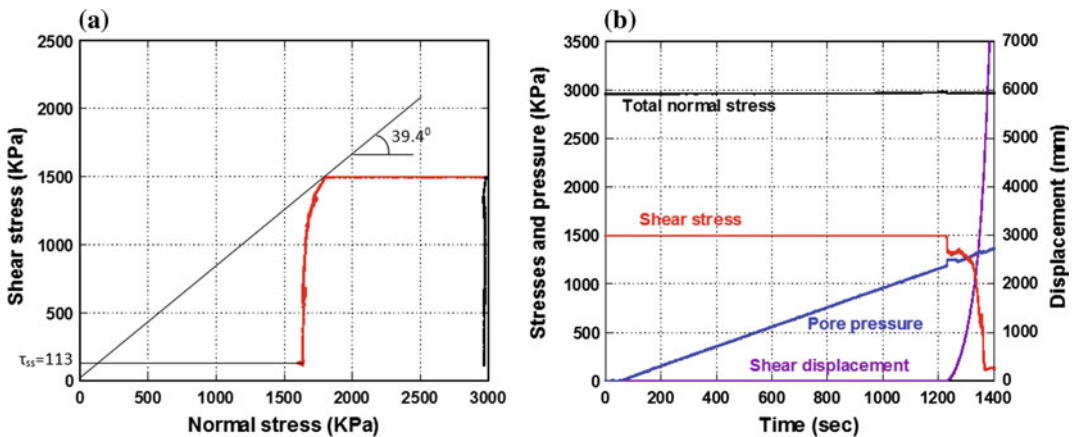 (a)
2500
2000
1500
1000
500
0
Shear stress (KPa)
39.4⁰
τss=113
0 500 1000 1500 2000 2500 3000
Normal stress (KPa)
(b)
3500
3000
2500
2000
1500
1000
500
0
Stresses and pressure (KPa)
Total normal stress
Shear stress
Pore pressure
Shear displacement
7000
6000
5000
4000
3000
2000
1000
0
Displacement (mm)
0 200 400 600 800 1000 1200 1400
Time (sec)